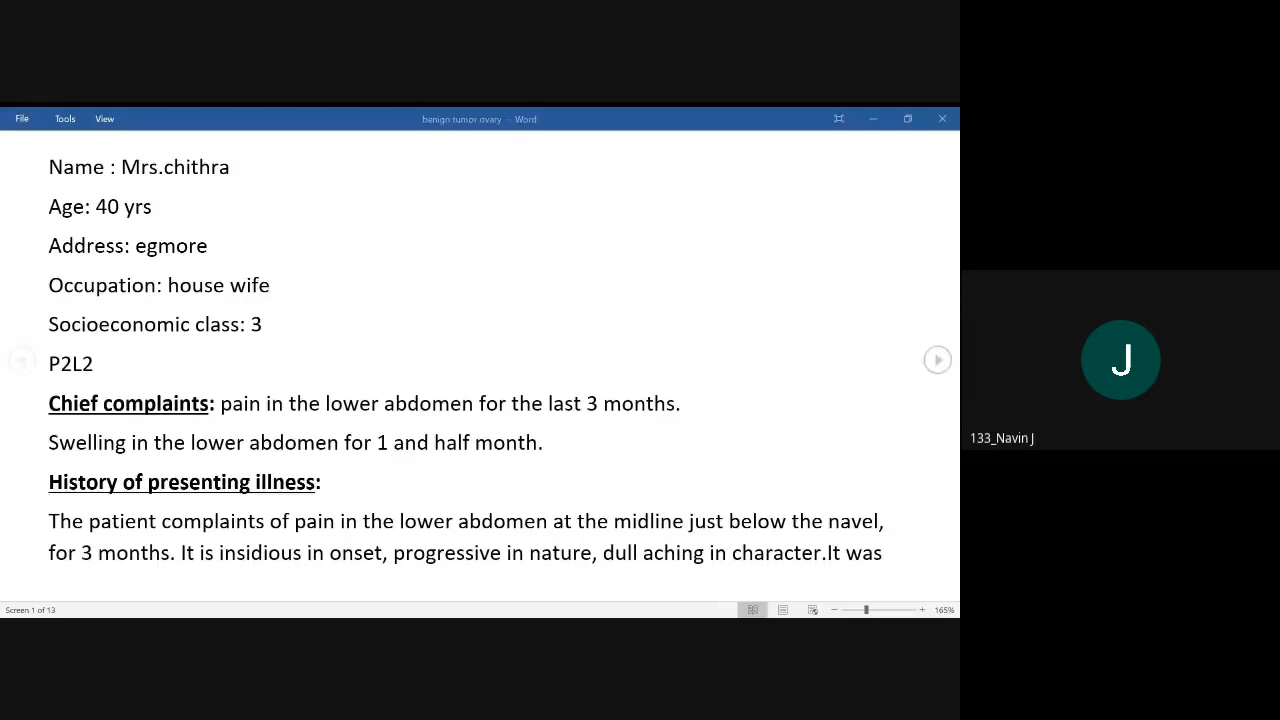 File Tools View benign tumor ovary - Word
Name : Mrs.chithra
Age: 40 yrs
Address: egmore
Occupation: house wife
Socioeconomic class: 3
P2L2
Chief complaints: pain in the lower abdomen for the last 3 months.
Swelling in the lower abdomen for 1 and half month.
History of presenting illness:
The patient complaints of pain in the lower abdomen at the midline just below the navel,
for 3 months. It is insidious in onset, progressive in nature, dull aching in character.It was
Screen 1 of 13 165%
J
133_Navin J